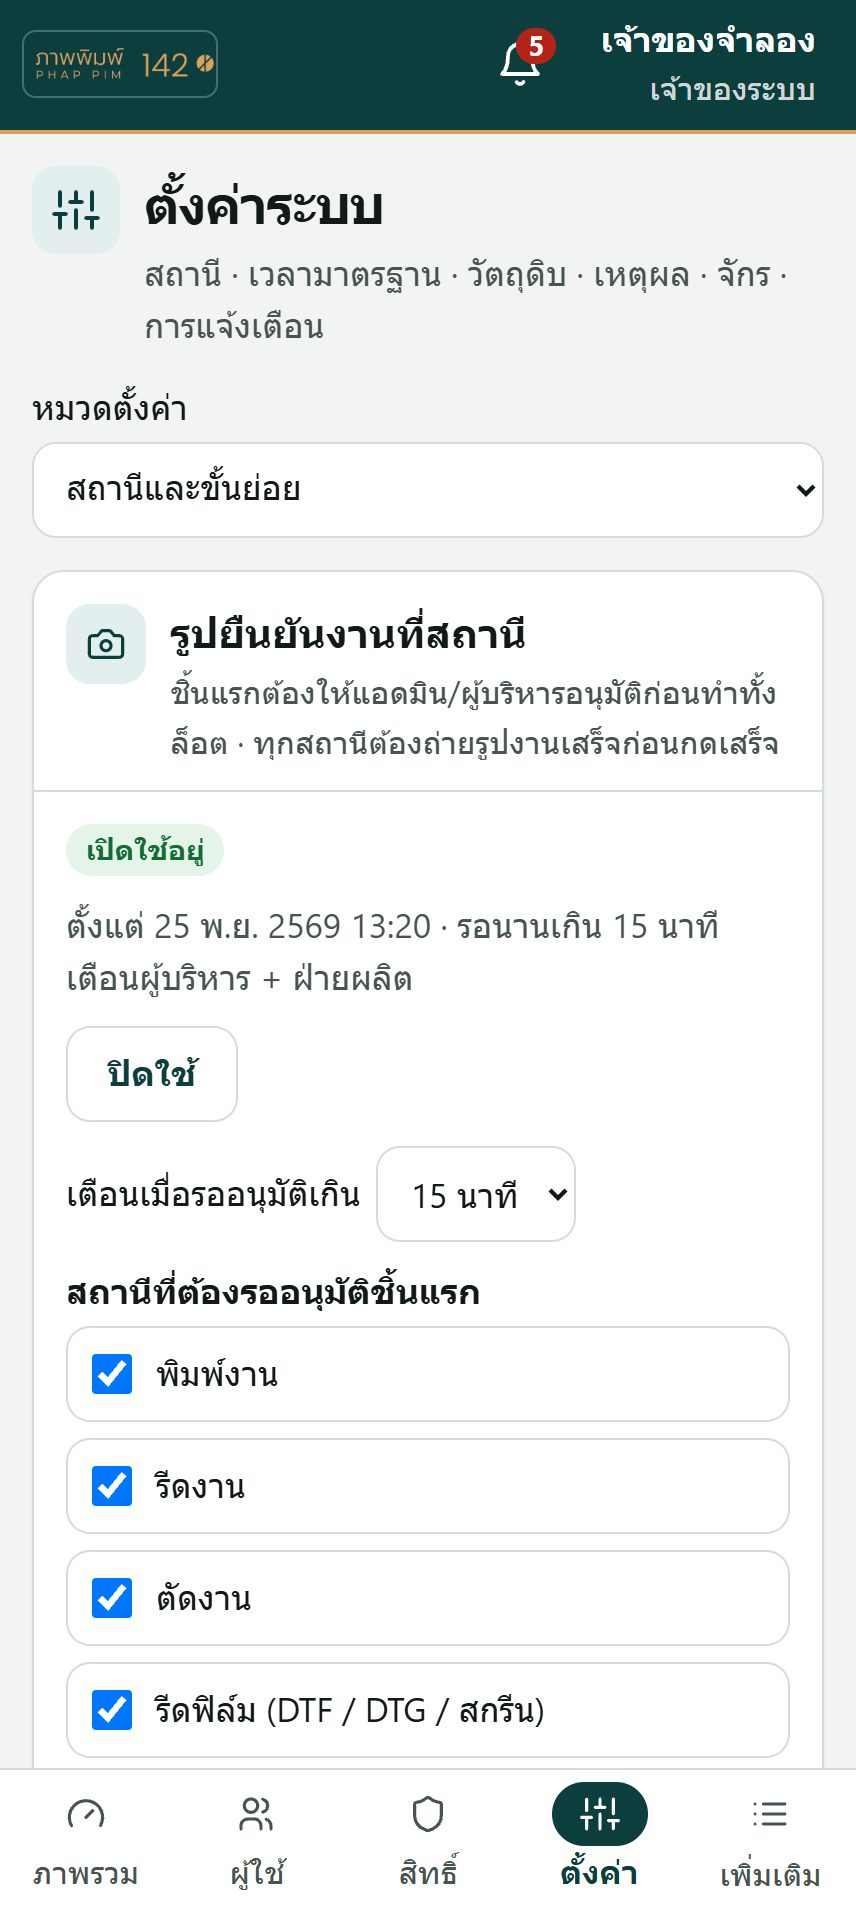 ภาพพิมพ์
PHAP PIM
142
5
เจ้าของจำลอง
เจ้าของระบบ
ตั้งค่าระบบ
สถานี · เวลามาตรฐาน · วัตถุดิบ · เหตุผล · จักร ·
การแจ้งเตือน
หมวดตั้งค่า
สถานีและขั้นย่อย
รูปยืนยันงานที่สถานี
ชิ้นแรกต้องให้แอดมิน/ผู้บริหารอนุมัติก่อนทำทั้ง
ล็อต · ทุกสถานีต้องถ่ายรูปงานเสร็จก่อนกดเสร็จ
เปิดใช้อยู่
ตั้งแต่ 25 พ.ย. 2569 13:20 · รอนานเกิน 15 นาที
เตือนผู้บริหาร + ฝ่ายผลิต
ปิดใช้
เตือนเมื่อรออนุมัติเกิน 15 นาที
สถานีที่ต้องรออนุมัติชิ้นแรก
พิมพ์งาน
รีดงาน
ตัดงาน
รีดฟิล์ม (DTF / DTG / สกรีน)
ภาพรวม
ผู้ใช้
สิทธิ์
ตั้งค่า
เพิ่มเติม